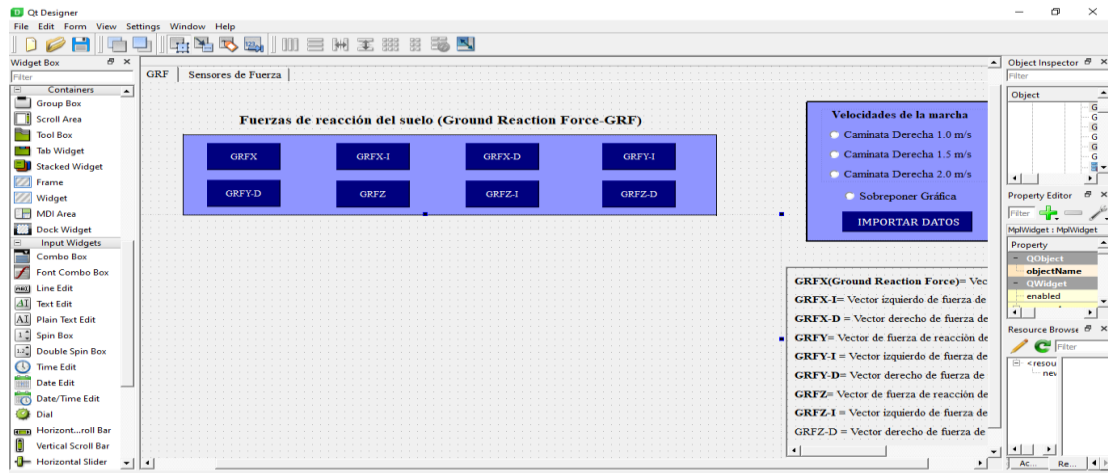 Qt Designer
File Edit Form View Settings Window Help
Widget Box
Filter
Containers
Group Box
Scroll Area
Tool Box
Tab Widget
Stacked Widget
Frame
Widget
MDI Area
Dock Widget
Input Widgets
Combo Box
Font Combo Box
Line Edit
Text Edit
Plain Text Edit
Spin Box
Double Spin Box
Time Edit
Date Edit
Date/Time Edit
Dial
Horizont...roll Bar
Vertical Scroll Bar
Horizontal Slider
GRF Sensores de Fuerza
Fuerzas de reacción del suelo (Ground Reaction Force-GRF)
GRFX GRFX-I GRFX-D GRFY-I
GRFY-D GRFZ GRFZ-I GRFZ-D
Velocidades de la marcha
Caminata Derecha 1.0 m/s
Caminata Derecha 1.5 m/s
Caminata Derecha 2.0 m/s
Sobreponer Gráfica
IMPORTAR DATOS
GRFX(Ground Reaction Force)= Vec
GRFX-I= Vector izquierdo de fuerza de
GRFX-D = Vector derecho de fuerza de
GRFY= Vector de fuerza de reacción de
GRFY-I = Vector izquierdo de fuerza de
GRFY-D= Vector derecho de fuerza de
GRFZ= Vector de fuerza de reacción de
GRFZ-I = Vector izquierdo de fuerza de
GRFZ-D = Vector derecho de fuerza de
Object Inspector
Filter
Object
G
G
G
G
G
Property Editor
Filter
MplWidget : MplWidget
Property
QObject
objectName
QWidget
enabled
Resource Browse
Filter
<resou
nev
Ac... Re...